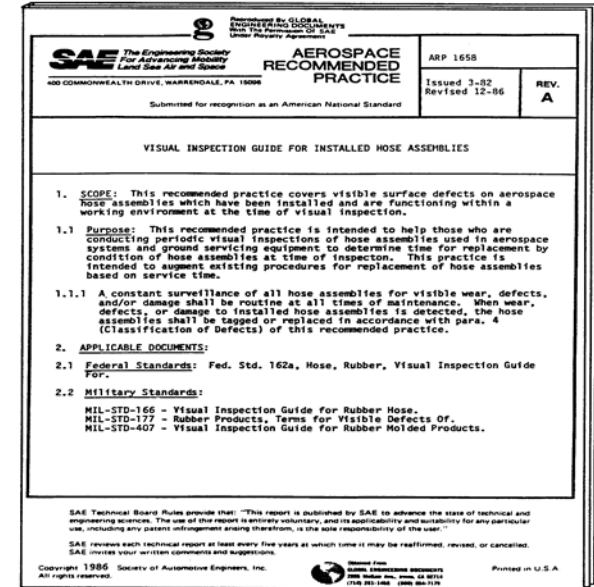 Reproduced By GLOBAL
ENGINEERING DOCUMENTS
With The Permission Of SAE
Under Royalty Agreement
SAE The Engineering Society
For Advancing Mobility
Land Sea Air and Space
400 COMMONWEALTH DRIVE, WARRENDALE, PA 15096
AEROSPACE
RECOMMENDED
PRACTICE
Submitted for recognition as an American National Standard
ARP 1658
Issued 3-82
Revised 12-86
REV.
A
VISUAL INSPECTION GUIDE FOR INSTALLED HOSE ASSEMBLIES
1. SCOPE: This recommended practice covers visible surface defects on aerospace
hose assemblies which have been installed and are functioning within a
working environment at the time of visual inspection.
1.1 Purpose: This recommended practice is intended to help those who are
conducting periodic visual inspections of hose assemblies used in aerospace
systems and ground servicing equipment to determine time for replacement by
condition of hose assemblies at time of inspecton. This practice is
intended to augment existing procedures for replacement of hose assemblies
based on service time.
1.1.1 A constant surveillance of all hose assemblies for visible wear, defects,
and/or damage shall be routine at all times of maintenance. When wear,
defects, or damage to installed hose assemblies is detected, the hose
assemblies shall be tagged or replaced in accordance with para. 4
(Classification of Defects) of this recommended practice.
2. APPLICABLE DOCUMENTS:
2.1 Federal Standards: Fed. Std. 162a, Hose, Rubber, Visual Inspection Guide
For.
2.2 Military Standards:
MIL-STD-166 - Visual Inspection Guide for Rubber Hose.
MIL-STD-177 - Rubber Products, Terms for Visible Defects Of.
MIL-STD-407 - Visual Inspection Guide for Rubber Molded Products.
SAE Technical Board Rules provide that: "This report is published by SAE to advance the state of technical and
engineering sciences. The use of this report is entirely voluntary, and its applicability and suitability for any particular
use, including any patent infringement arising therefrom, is the sole responsibility of the user."
SAE reviews each technical report at least every five years at which time it may be reaffirmed, revised, or cancelled.
SAE invites your written comments and suggestions.
Copyright 1986 Society of Automotive Engineers, Inc.
All rights reserved.
Obtained From
GLOBAL ENGINEERING DOCUMENTS
Printed in U.S.A.